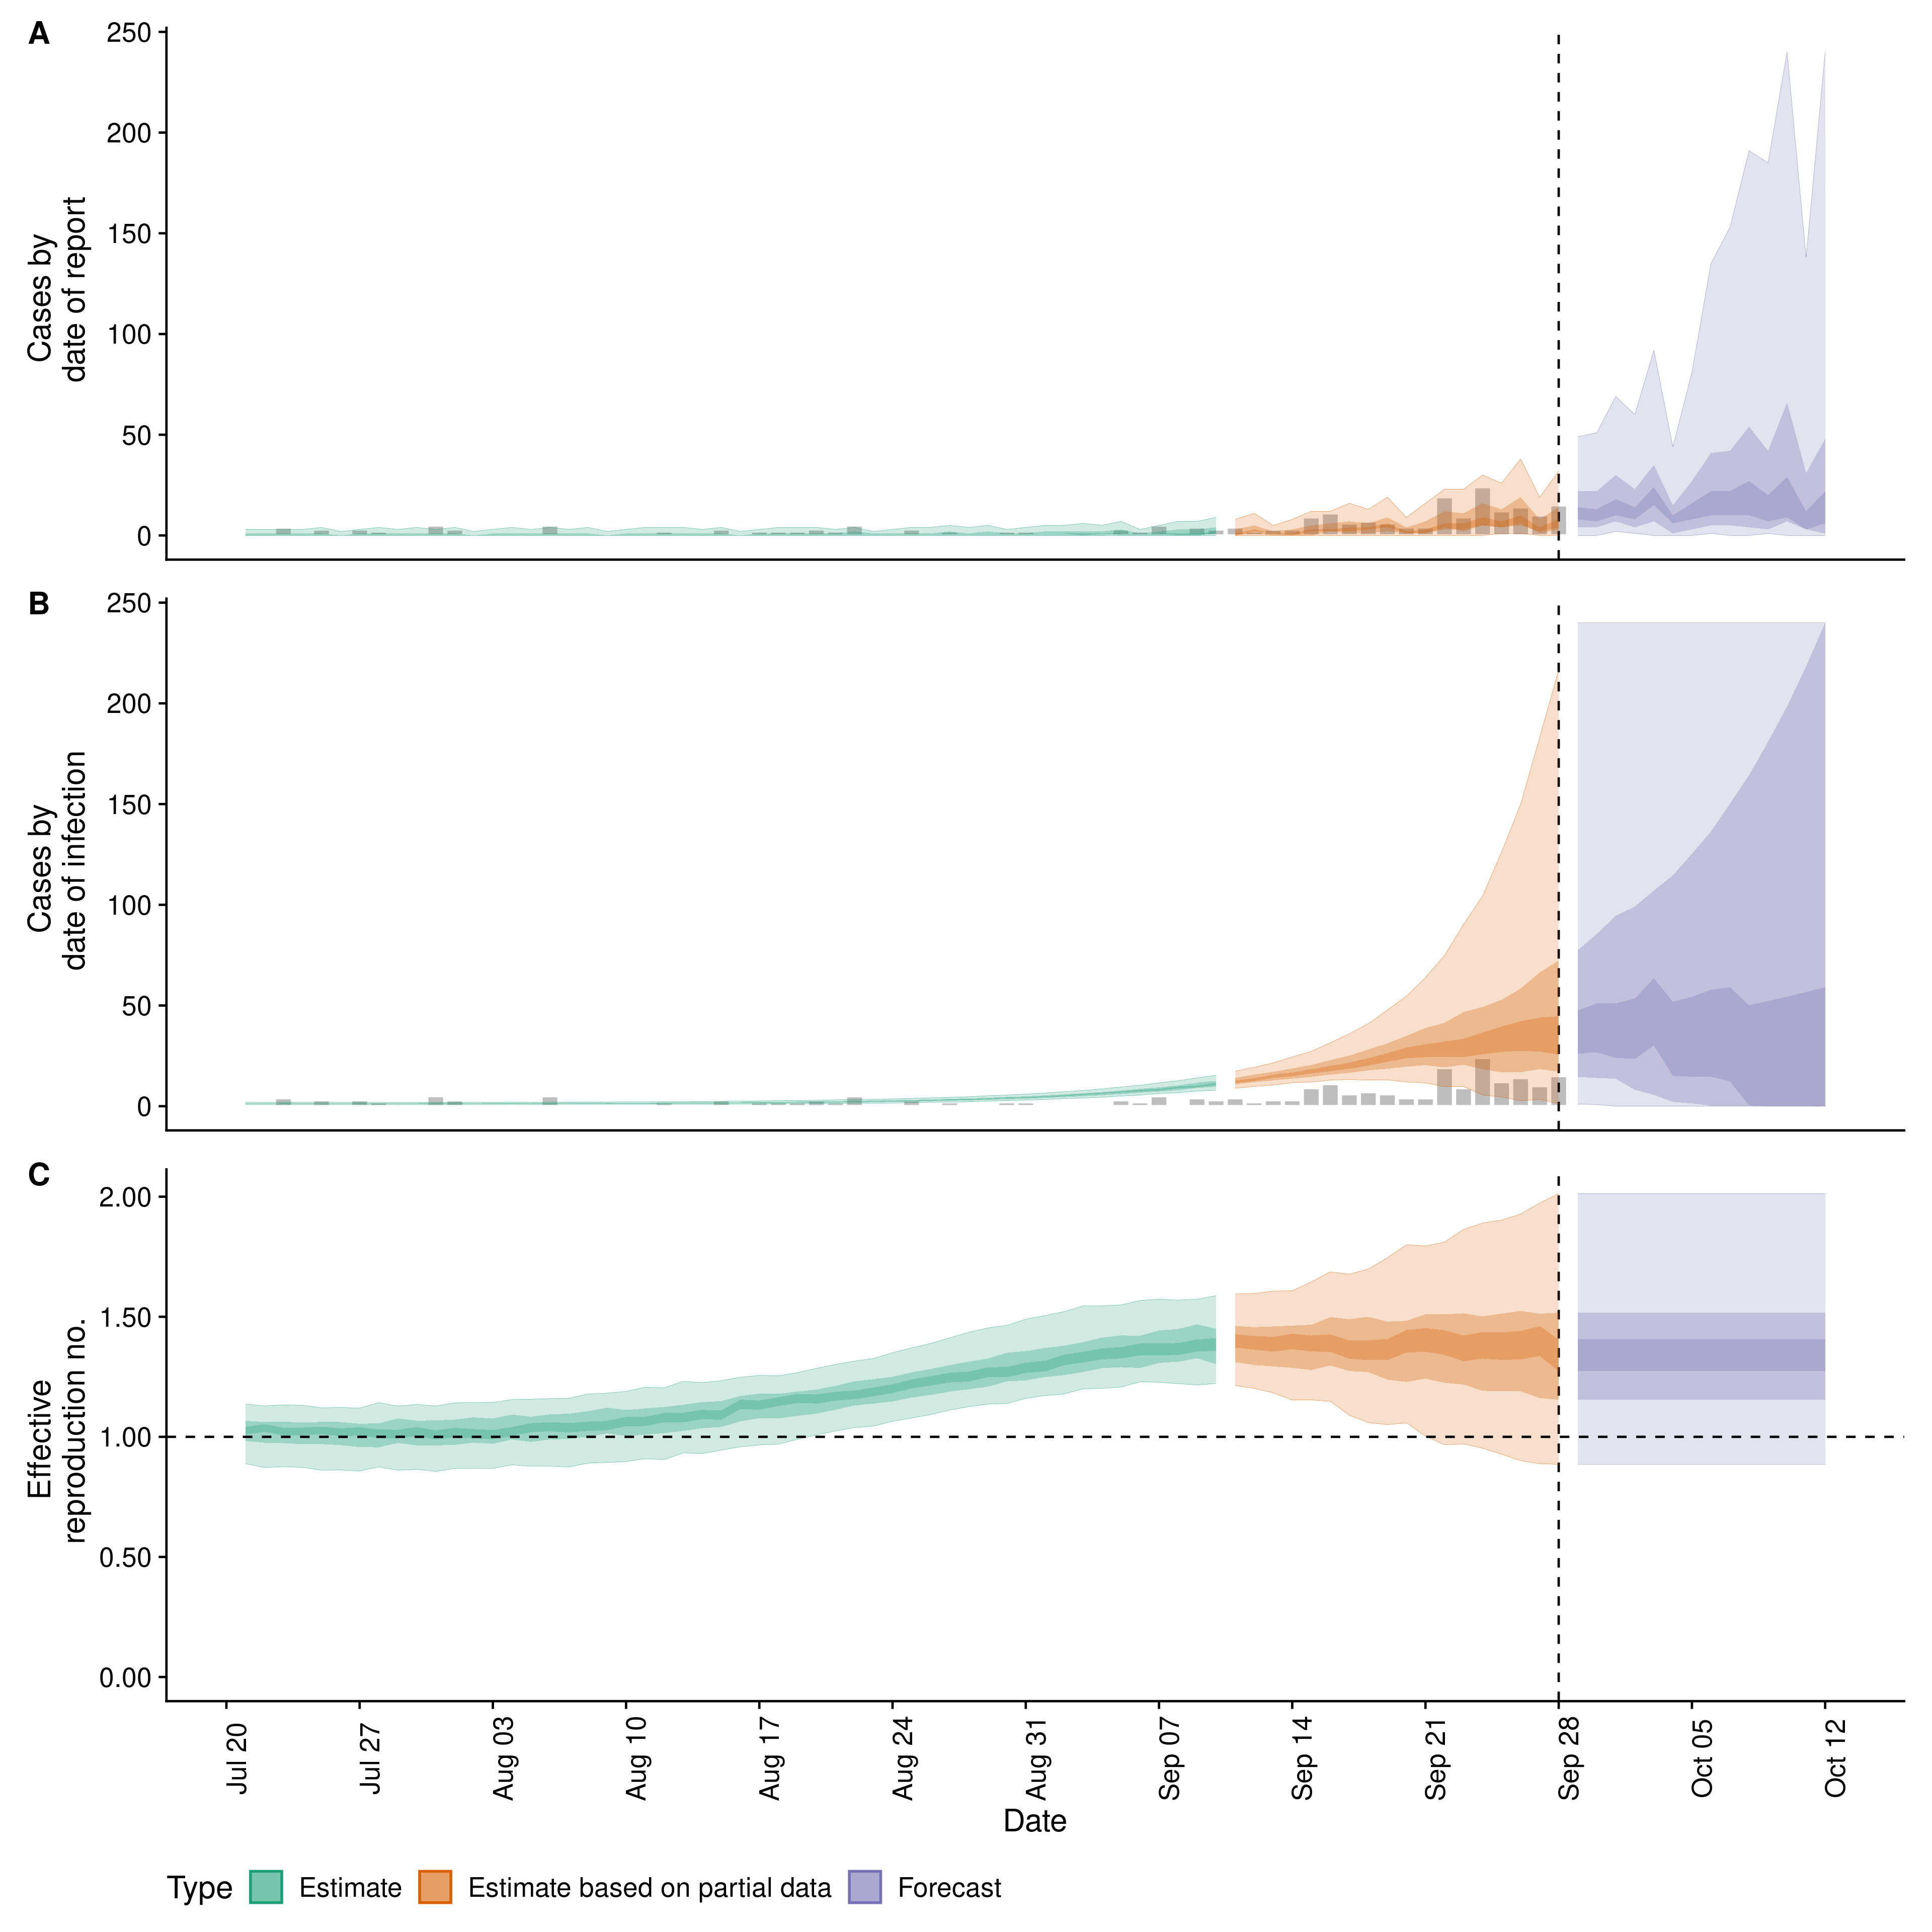 A
250
200
150
100
50
0
Cases by
date of report
B
250
200
150
100
50
0
Cases by
date of infection
C
2.00
1.50
1.00
0.50
0.00
Effective
reproduction no.
Jul 20
Jul 27
Aug 03
Aug 10
Aug 17
Aug 24
Aug 31
Sep 07
Sep 14
Sep 21
Sep 28
Oct 05
Oct 12
Date
Type Estimate Estimate based on partial data Forecast